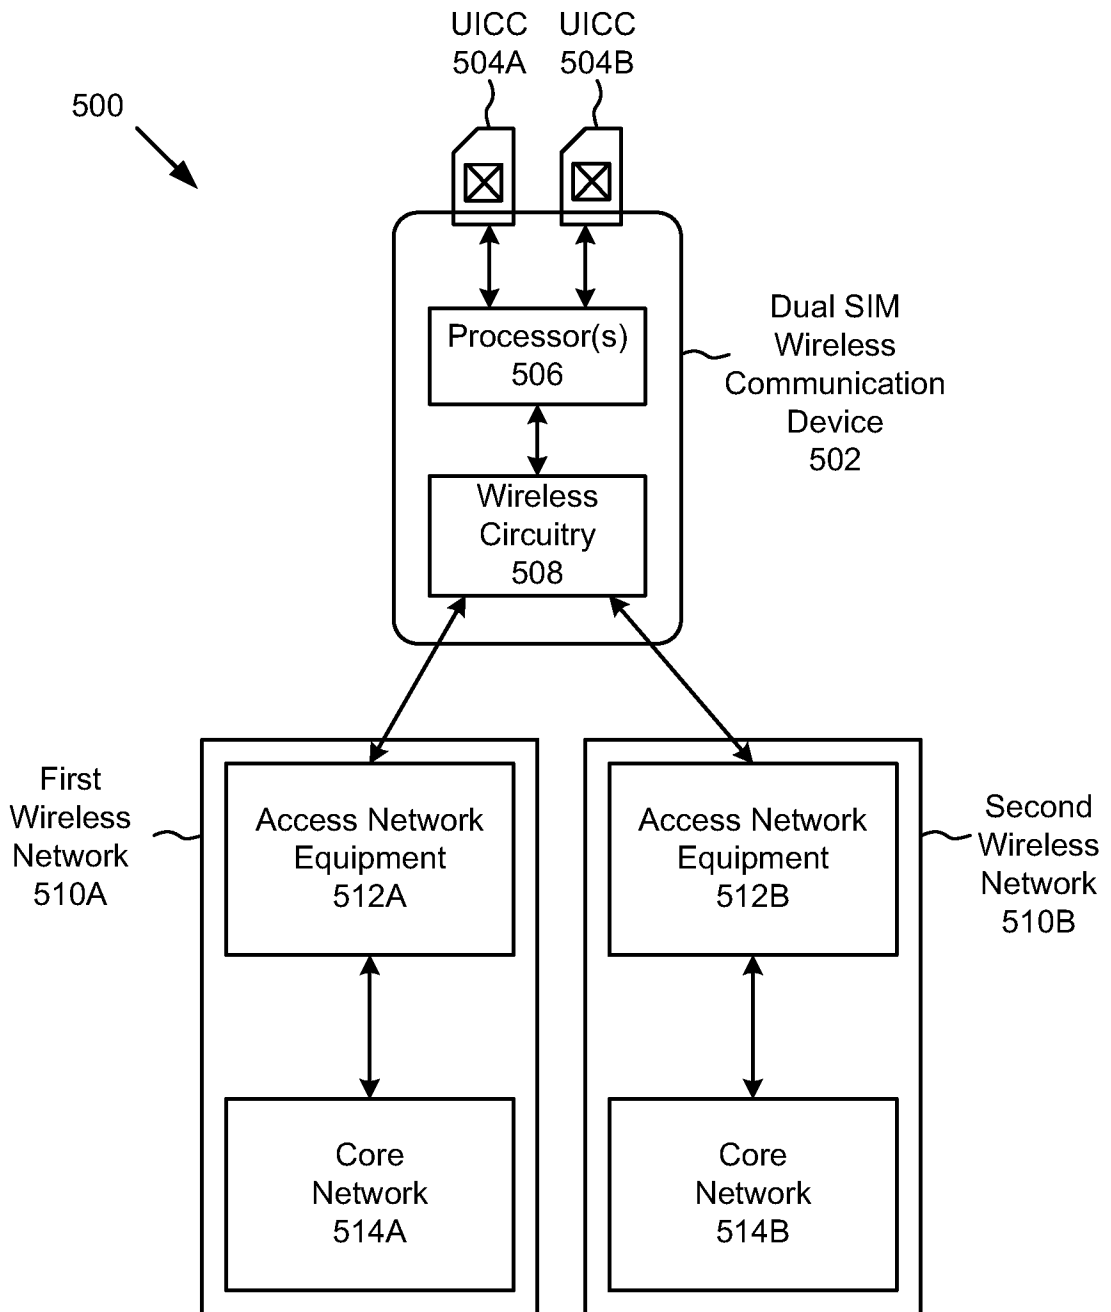 UICC
504A
UICC
504B
500
Processor(s)
506
Dual SIM
Wireless
Communication
Device
502
Wireless
Circuitry
508
First
Wireless
Network
510A
Access Network
Equipment
512A
Access Network
Equipment
512B
Second
Wireless
Network
510B
Core
Network
514A
Core
Network
514B